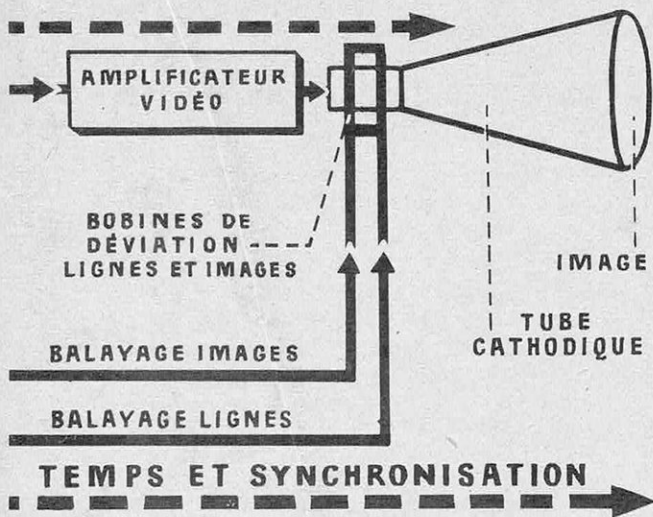 AMPLIFICATEUR
VIDÉO
BOBINES DE
DÉVIATION
LIGNES ET IMAGES
IMAGE
TUBE
CATHODIQUE
BALAYAGE IMAGES
BALAYAGE LIGNES
TEMPS ET SYNCHRONISATION